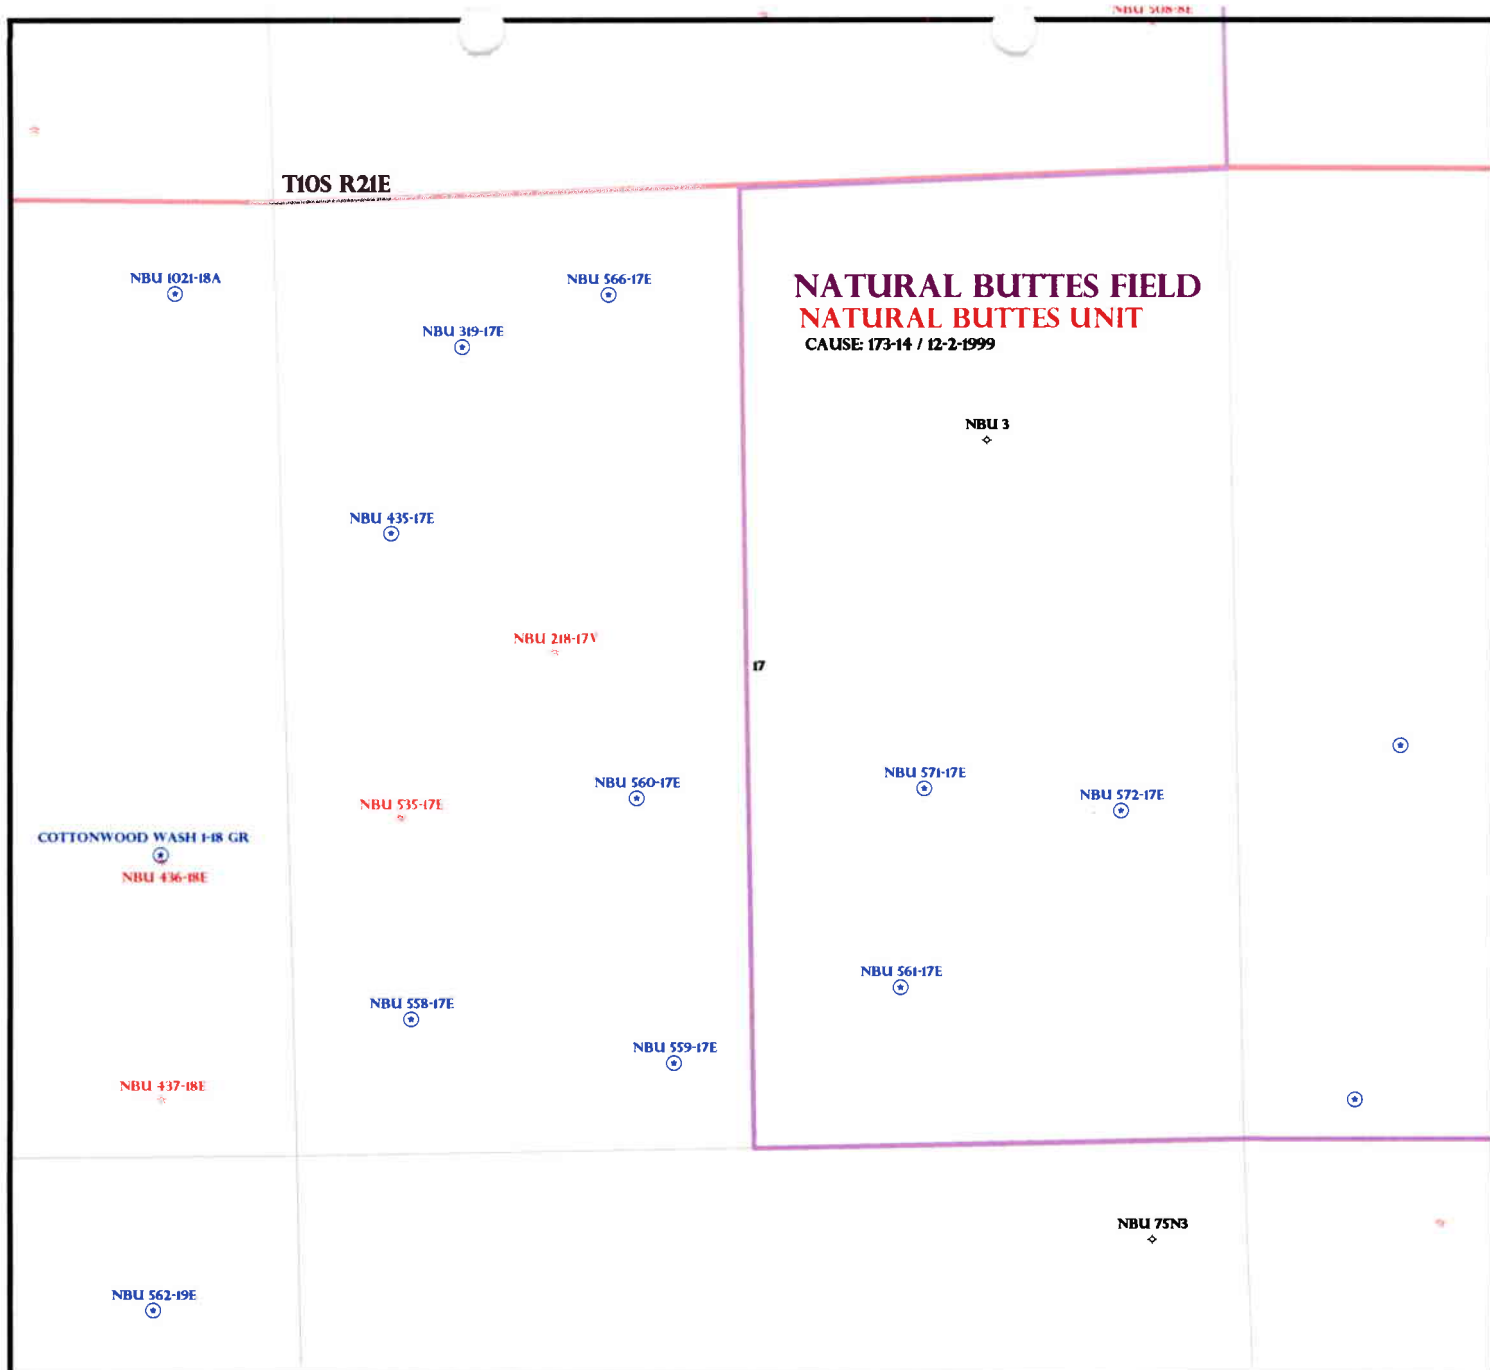 NBU 508-8E
T10S R21E
NBU 1021-18A
NBU 566-17E
NATURAL BUTTES FIELD
NATURAL BUTTES UNIT
CAUSE: 173-14 / 12-2-1999
NBU 319-17E
NBU 3
NBU 435-17E
NBU 218-17V
17
NBU 571-17E
NBU 560-17E
NBU 572-17E
NBU 535-17E
COTTONWOOD WASH 1-18 GR
NBU 436-18E
NBU 561-17E
NBU 558-17E
NBU 559-17E
NBU 437-18E
NBU 75N3
NBU 562-19E